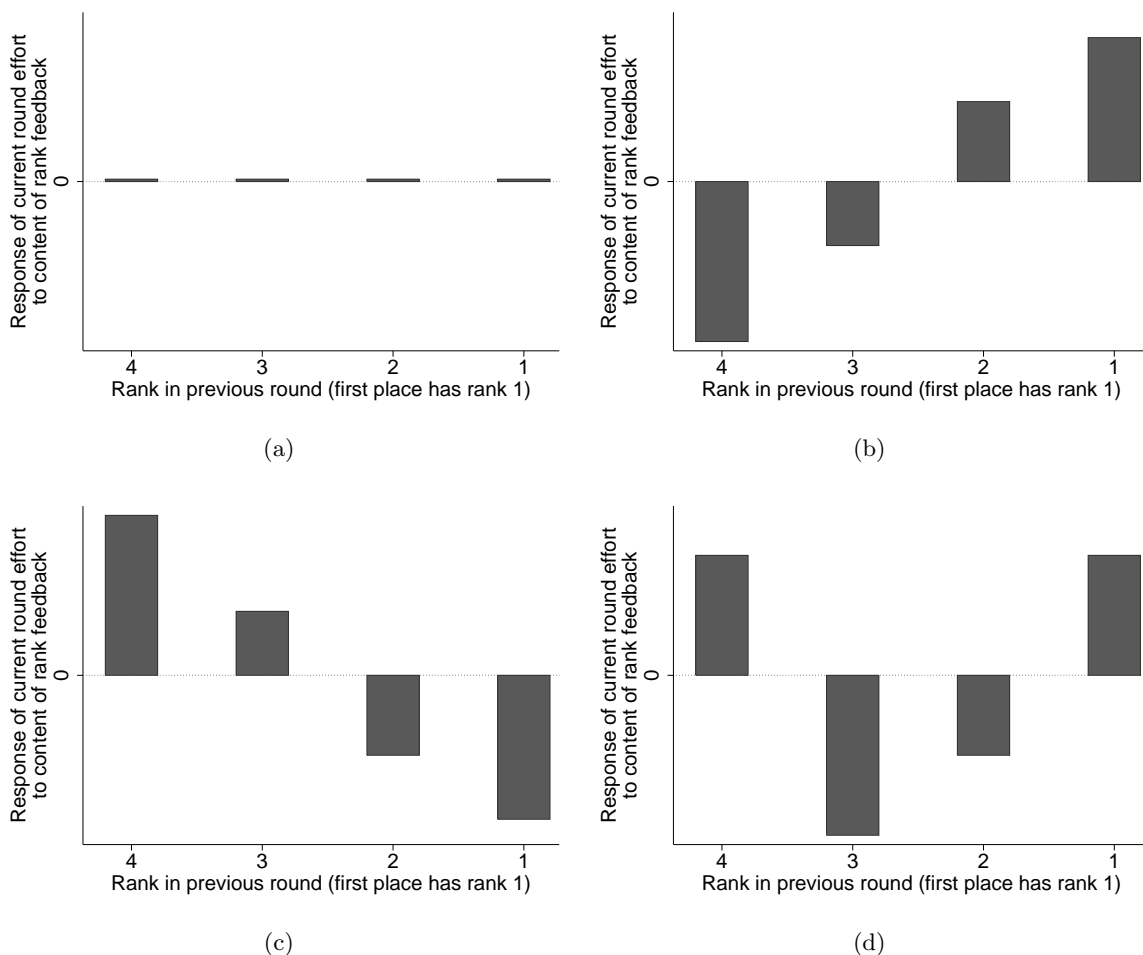 Response of current round effort
to content of rank feedback
0
4 3 2 1
Rank in previous round (first place has rank 1)
(a)
Response of current round effort
to content of rank feedback
0
4 3 2 1
Rank in previous round (first place has rank 1)
(b)
Response of current round effort
to content of rank feedback
0
4 3 2 1
Rank in previous round (first place has rank 1)
(c)
Response of current round effort
to content of rank feedback
0
4 3 2 1
Rank in previous round (first place has rank 1)
(d)